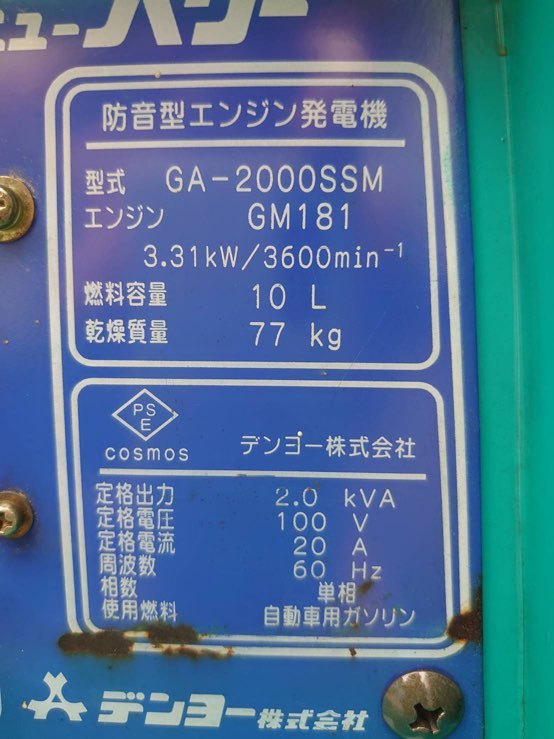 ニューパワー
防音型エンジン発電機
型式 GA-2000SSM
エンジン GM181
3.31kW/3600min⁻¹
燃料容量 10 L
乾燥質量 77 kg
PS
E
cosmos デンヨー株式会社
定格出力 2.0 kVA
定格電圧 100 V
定格電流 20 A
周波数 60 Hz
相数 単相
使用燃料 自動車用ガソリン
デンヨー株式会社